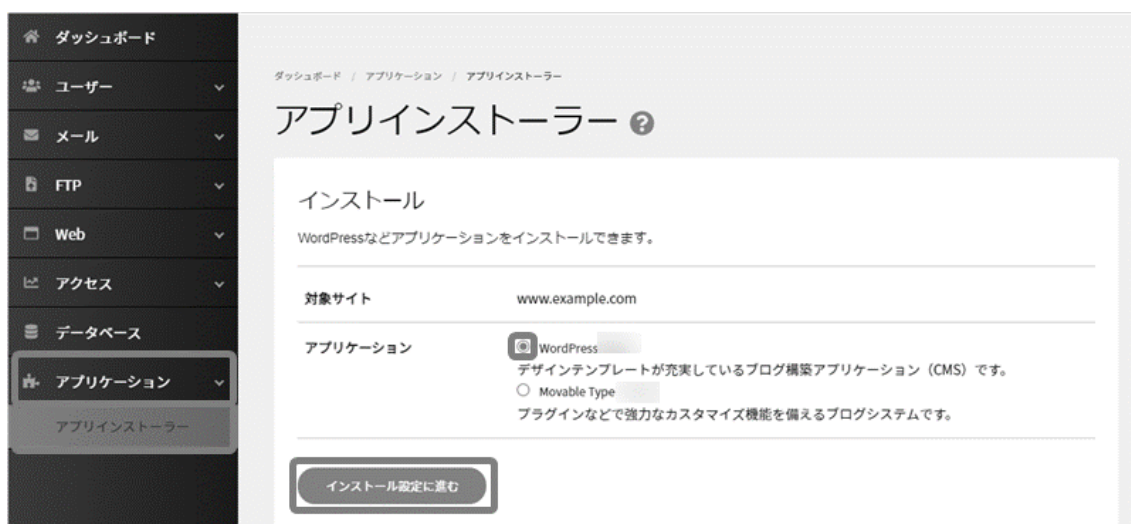 ダッシュボード
ユーザー
メール
FTP
Web
アクセス
データベース
アプリケーション
アプリインストーラー
ダッシュボード / アプリケーション / アプリインストーラー
アプリインストーラー ?
インストール
WordPressなどアプリケーションをインストールできます。
対象サイト www.example.com
アプリケーション WordPress
デザインテンプレートが充実しているブログ構築アプリケーション（CMS）です。
Movable Type
プラグインなどで強力なカスタマイズ機能を備えるブログシステムです。
インストール設定に進む